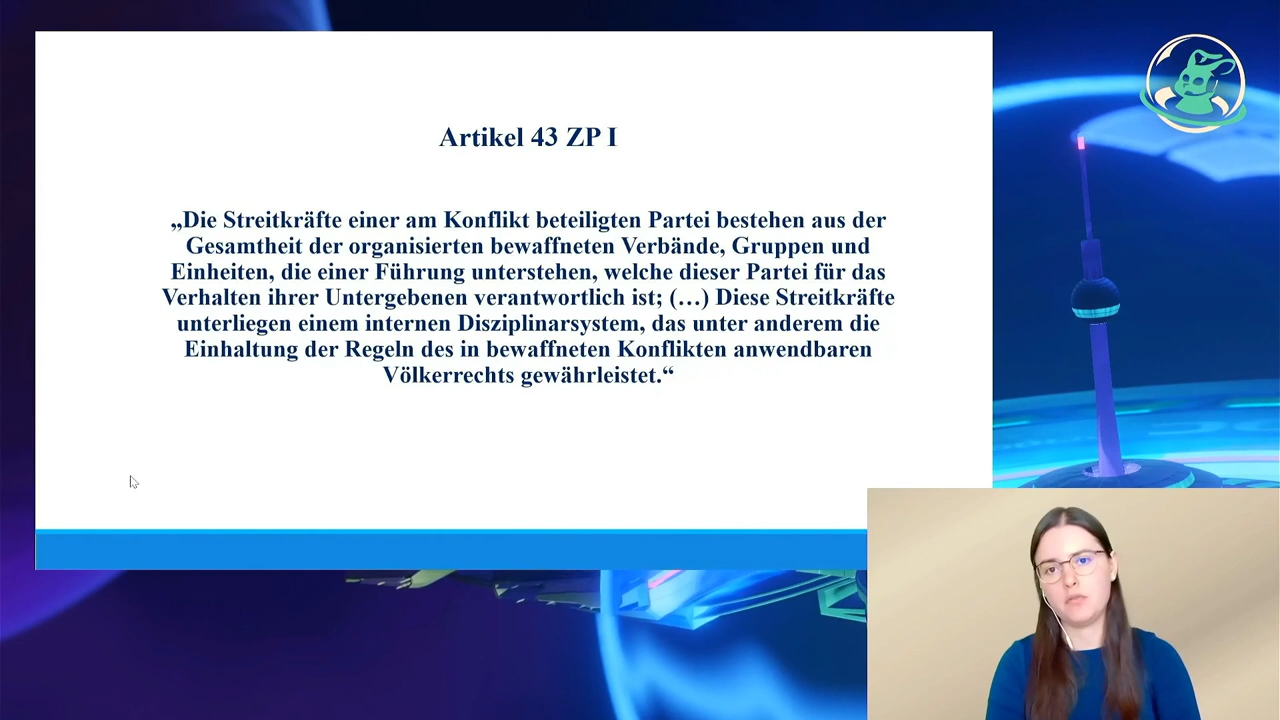 Artikel 43 ZP I
„Die Streitkräfte einer am Konflikt beteiligten Partei bestehen aus der
Gesamtheit der organisierten bewaffneten Verbände, Gruppen und
Einheiten, die einer Führung unterstehen, welche dieser Partei für das
Verhalten ihrer Untergebenen verantwortlich ist; (…) Diese Streitkräfte
unterliegen einem internen Disziplinarsystem, das unter anderem die
Einhaltung der Regeln des in bewaffneten Konflikten anwendbaren
Völkerrechts gewährleistet.“